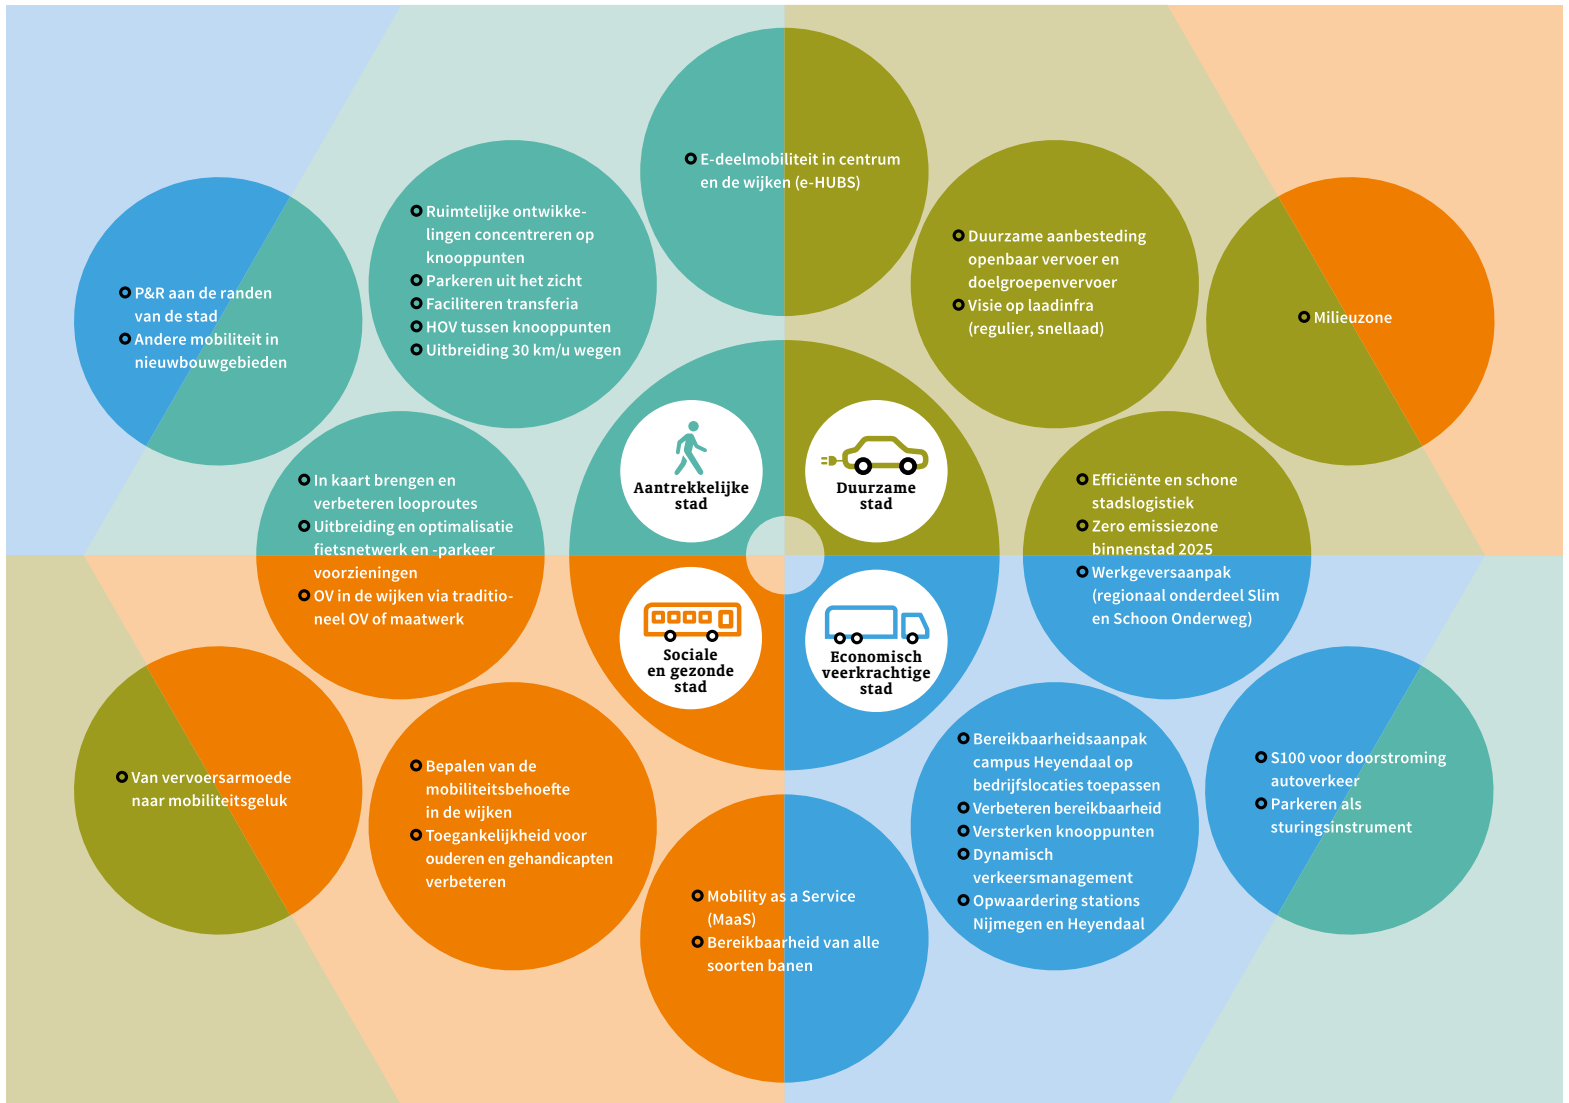 E-deelmobiliteit in centrum
en de wijken (e-HUBS)
Ruimtelijke ontwikke-
lingen concentreren op
knooppunten
Parkeren uit het zicht
Faciliteren transferia
HOV tussen knooppunten
Uitbreiding 30 km/u wegen
Duurzame aanbesteding
openbaar vervoer en
doelgroepenvervoer
Visie op laadinfra
(regulier, snellaad)
P&R aan de randen
van de stad
Andere mobiliteit in
nieuwbouwgebieden
Milieuzone
In kaart brengen en
verbeteren looproutes
Uitbreiding en optimalisatie
fietsnetwerk en -parkeer
voorzieningen
OV in de wijken via traditio-
neel OV of maatwerk
Aantrekkelijke
stad
Duurzame
stad
Efficiënte en schone
stadslogistiek
Zero emissiezone
binnenstad 2025
Werkgeversaanpak
(regionaal onderdeel Slim
en Schoon Onderweg)
Sociale
en gezonde
stad
Economisch
veerkrachtige
stad
Van vervoersarmoede
naar mobiliteitsgeluk
Bepalen van de
mobiliteitsbehoefte
in de wijken
Toegankelijkheid voor
ouderen en gehandicapten
verbeteren
Mobility as a Service
(MaaS)
Bereikbaarheid van alle
soorten banen
Bereikbaarheidsaanpak
campus Heyendaal op
bedrijfslocaties toepassen
Verbeteren bereikbaarheid
Versterken knooppunten
Dynamisch
verkeersmanagement
Opwaardering stations
Nijmegen en Heyendaal
S100 voor doorstroming
autoverkeer
Parkeren als
sturingsinstrument